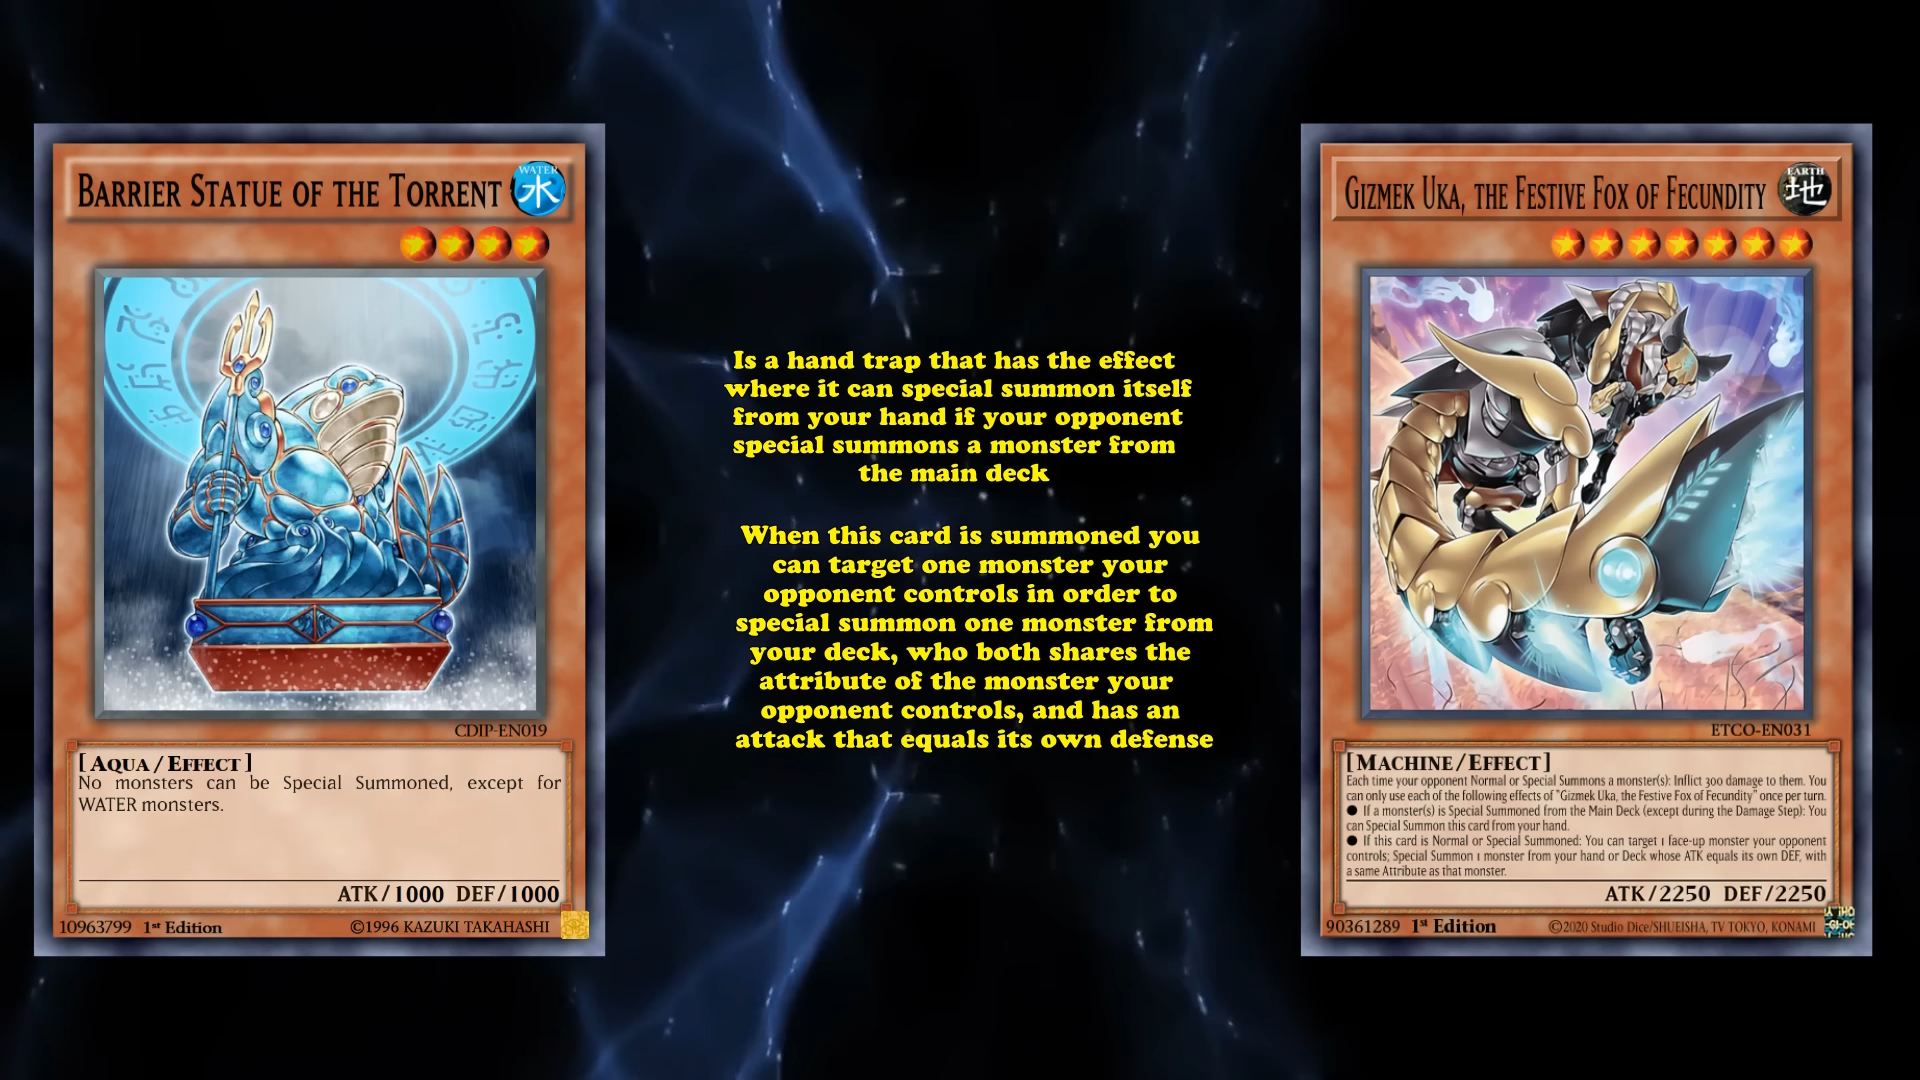 BARRIER STATUE OF THE TORRENT
WATER
水
CDIP-EN019
[AQUA/EFFECT]
No monsters can be Special Summoned, except for
WATER monsters.
ATK/1000 DEF/1000
10963799 1st Edition
©1996 KAZUKI TAKAHASHI
Is a hand trap that has the effect
where it can special summon itself
from your hand if your opponent
special summons a monster from
the main deck
When this card is summoned you
can target one monster your
opponent controls in order to
special summon one monster from
your deck, who both shares the
attribute of the monster your
opponent controls, and has an
attack that equals its own defense
GIZMEK UKA, THE FESTIVE FOX OF FECUNDITY
EARTH
地
ETCO-EN031
[MACHINE/EFFECT]
Each time your opponent Normal or Special Summons a monster(s): Inflict 300 damage to them. You
can only use each of the following effects of "Gizmek Uka, the Festive Fox of Fecundity" once per turn.
● If a monster(s) is Special Summoned from the Main Deck (except during the Damage Step): You
can Special Summon this card from your hand.
● If this card is Normal or Special Summoned: You can target 1 face-up monster your opponent
controls; Special Summon 1 monster from your hand or Deck whose ATK equals its own DEF, with
a same Attribute as that monster.
ATK/2250 DEF/2250
90361289 1st Edition
©2020 Studio Dice/SHUEISHA, TV TOKYO, KONAMI